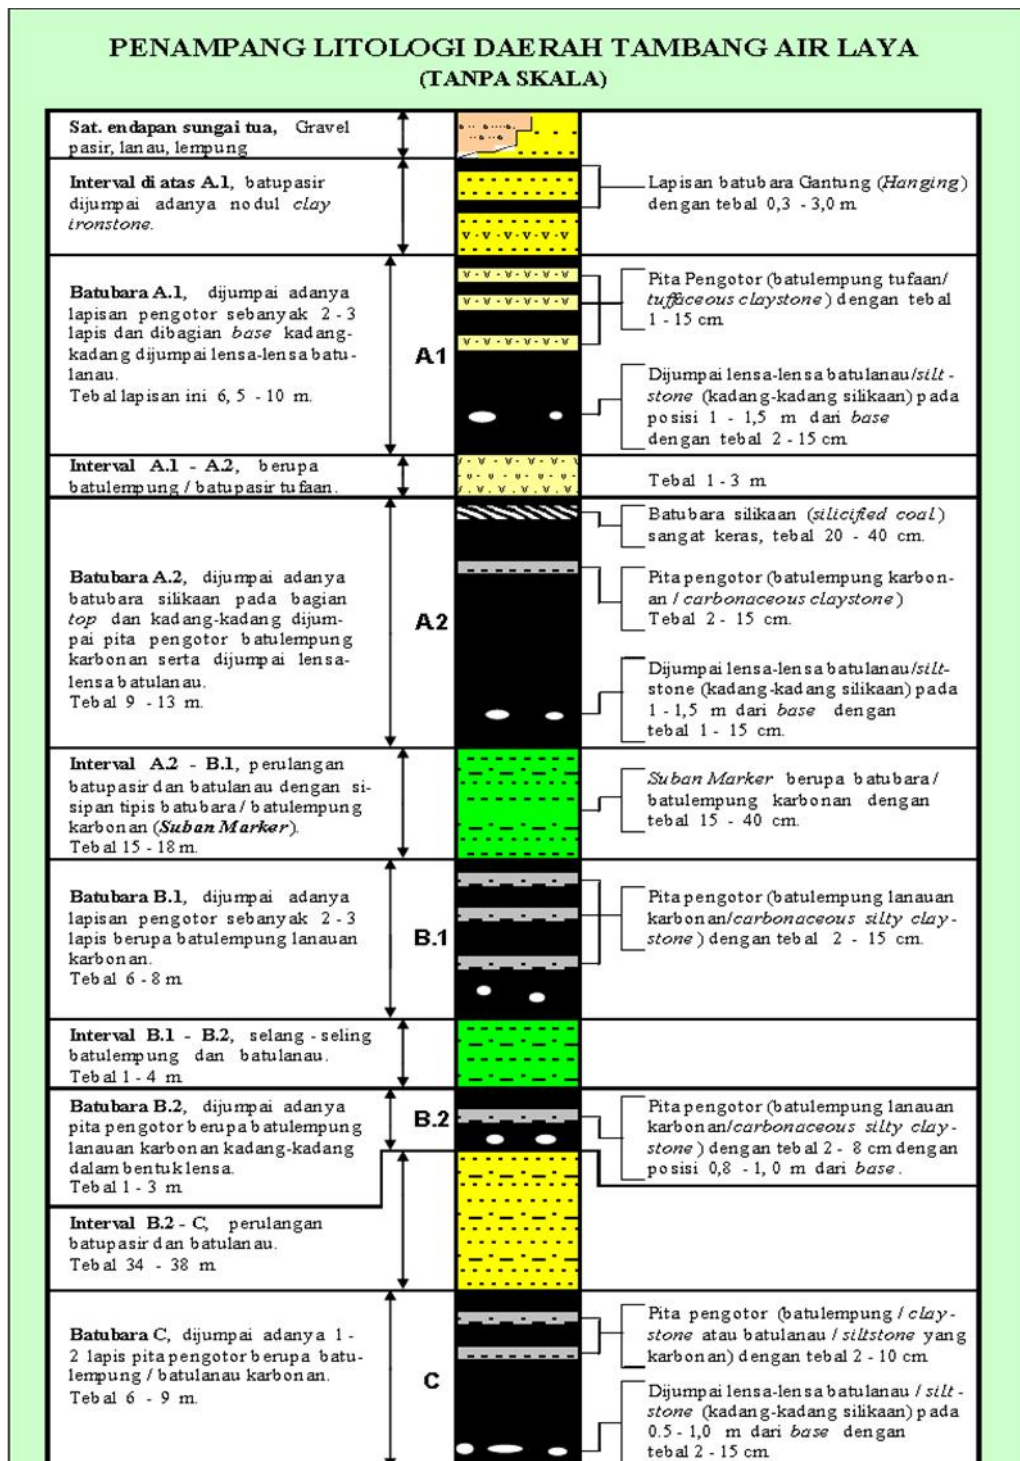 PENAMPANG LITOLOGI DAERAH TAMBANG AIR LAYA
(TANPA SKALA)
Sat. endapan sungai tua, Gravel
pasir, lanau, lempung
Interval di atas A.1, batupasir
dijumpai adanya nodul clay
ironstone.
Lapisan batubara Gantung (Hanging)
dengan tebal 0,3 - 3,0 m.
Batubara A.1, dijumpai adanya
lapisan pengotor sebanyak 2 - 3
lapis dan dibagian base kadang-
kadang dijumpai lensa-lensa batu-
lanau.
Tebal lapisan ini 6, 5 - 10 m.
A.1
Pita Pengotor (batulempung tufaan/
tuffaceous claystone) dengan tebal
1 - 15 cm.
Dijumpai lensa-lensa batulanau/silt-
stone (kadang-kadang silikaan) pada
posisi 1 - 1,5 m dari base
dengan tebal 2 - 15 cm
Interval A.1 - A.2, berupa
batulempung / batupasir tufaan.
Tebal 1 - 3 m
Batubara A.2, dijumpai adanya
batubara silikaan pada bagian
top dan kadang-kadang dijum-
pai pita pengotor batulempung
karbonan serta dijumpai lensa-
lensa batulanau.
Tebal 9 - 13 m.
A.2
Batubara silikaan (silicified coal)
sangat keras, tebal 20 - 40 cm.
Pita pengotor (batulempung karbon-
an / carbonaceous claystone)
Tebal 2 - 15 cm.
Dijumpai lensa-lensa batulanau/silt-
stone (kadang-kadang silikaan) pada
1 - 1,5 m dari base dengan
tebal 1 - 15 cm.
Interval A.2 - B.1, perulangan
batupasir dan batulanau dengan si-
sipan tipis batubara / batulempung
karbonan (Suban Marker).
Tebal 15 - 18 m.
Suban Marker berupa batubara/
batulempung karbonan dengan
tebal 15 - 40 cm.
Batubara B.1, dijumpai adanya
lapisan pengotor sebanyak 2 - 3
lapis berupa batulempung lanauan
karbonan.
Tebal 6 - 8 m
B.1
Pita pengotor (batulempung lanauan
karbonan/carbonaceous silty clay-
stone) dengan tebal 2 - 15 cm.
Interval B.1 - B.2, selang - seling
batulempung dan batulanau.
Tebal 1 - 4 m
Batubara B.2, dijumpai adanya
pita pengotor berupa batulempung
lanauan karbonan kadang-kadang
dalam bentuk lensa.
Tebal 1 - 3 m
B.2
Pita pengotor (batulempung lanauan
karbonan/carbonaceous silty clay-
stone) dengan tebal 2 - 8 cm dengan
posisi 0,8 - 1, 0 m dari base.
Interval B.2 - C, perulangan
batupasir dan batulanau.
Tebal 34 - 38 m
Batubara C, dijumpai adanya 1 -
2 lapis pita pengotor berupa batu-
lempung / batulanau karbonan.
Tebal 6 - 9 m.
C
Pita pengotor (batulempung / clay-
stone atau batulanau / siltstone yang
karbonan) dengan tebal 2 - 10 cm
Dijumpai lensa-lensa batulanau / silt-
stone (kadang-kadang silikaan) pada
0.5 - 1,0 m dari base dengan
tebal 2 - 15 cm